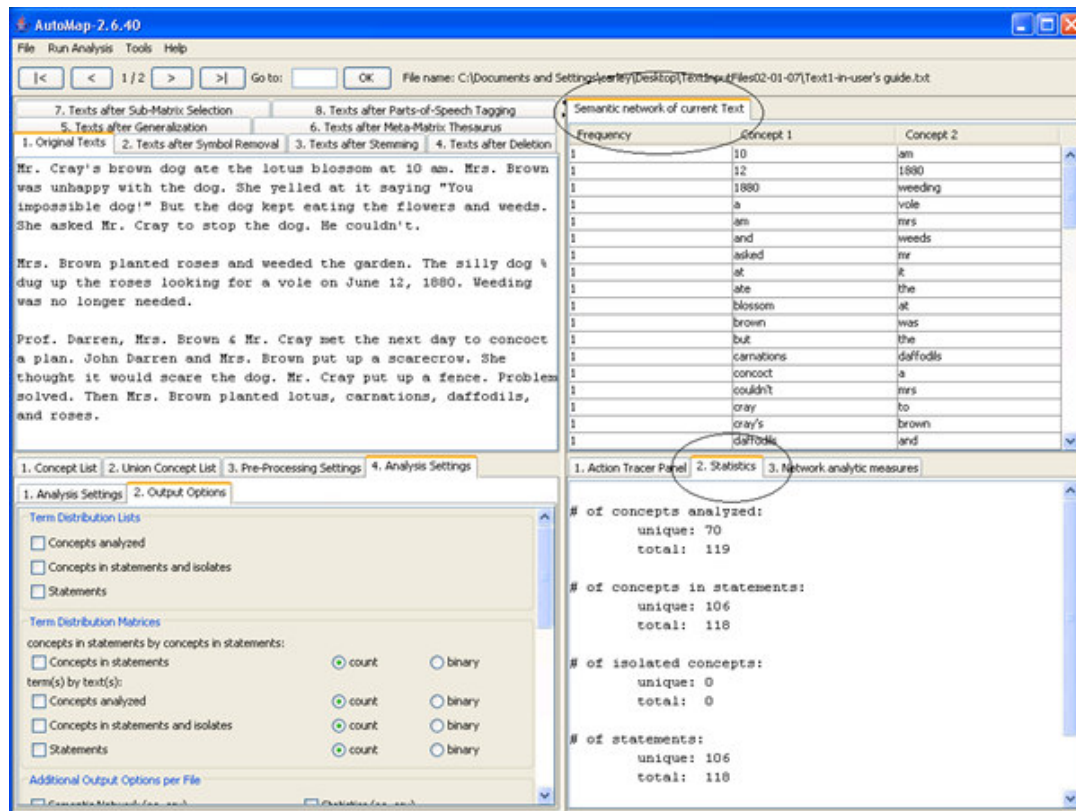 AutoMap-2.6.40
File Run Analysis Tools Help
|< < 1 / 2 > >| Go to: OK File name: C:\Documents and Settings\carley\Desktop\TextInputFiles02-01-07\Text1-in-user's guide.txt
7. Texts after Sub-Matrix Selection 8. Texts after Parts-of-Speech Tagging
5. Texts after Generalization 6. Texts after Meta-Matrix Thesaurus
1. Original Texts 2. Texts after Symbol Removal 3. Texts after Stemming 4. Texts after Deletion
Mr. Cray's brown dog ate the lotus blossom at 10 am. Mrs. Brown
was unhappy with the dog. She yelled at it saying "You
impossible dog!" But the dog kept eating the flowers and weeds.
She asked Mr. Cray to stop the dog. He couldn't.
Mrs. Brown planted roses and weeded the garden. The silly dog %
dug up the roses looking for a vole on June 12, 1880. Weeding
was no longer needed.
Prof. Darren, Mrs. Brown & Mr. Cray met the next day to concoct
a plan. John Darren and Mrs. Brown put up a scarecrow. She
thought it would scare the dog. Mr. Cray put up a fence. Problem
solved. Then Mrs. Brown planted lotus, carnations, daffodils,
and roses.
Semantic network of current Text
Frequency Concept 1 Concept 2
1 10 am
1 12 1880
1 1880 weeding
1 a vole
1 am mrs
1 and weeds
1 asked mr
1 at it
1 ate the
1 blossom at
1 brown was
1 but the
1 carnations daffodils
1 concoct a
1 couldn't mrs
1 cray to
1 cray's brown
1 daffodils and
1. Concept List 2. Union Concept List 3. Pre-Processing Settings 4. Analysis Settings
1. Analysis Settings 2. Output Options
Term Distribution Lists
Concepts analyzed
Concepts in statements and isolates
Statements
Term Distribution Matrices
concepts in statements by concepts in statements:
Concepts in statements count binary
term(s) by text(s):
Concepts analyzed count binary
Concepts in statements and isolates count binary
Statements count binary
Additional Output Options per File
1. Action Tracer Panel 2. Statistics 3. Network analytic measures
# of concepts analyzed:
unique: 70
total: 119
# of concepts in statements:
unique: 106
total: 118
# of isolated concepts:
unique: 0
total: 0
# of statements:
unique: 106
total: 118